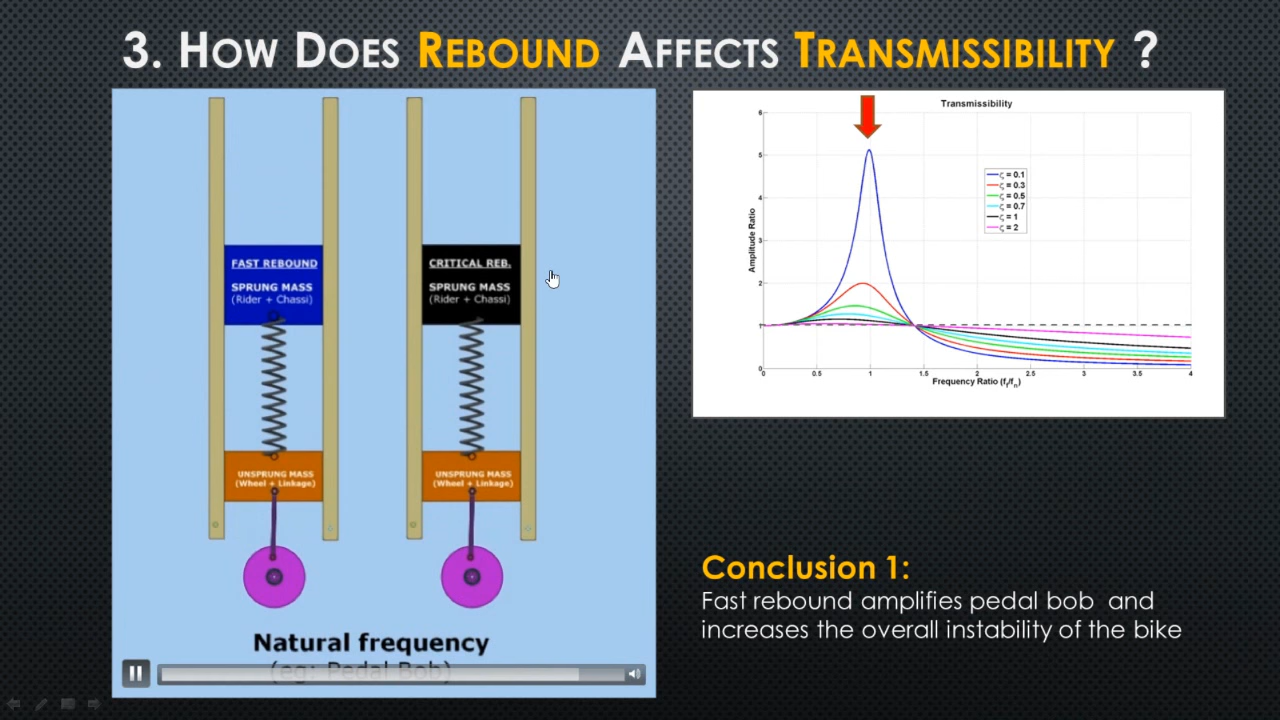 3. HOW DOES REBOUND AFFECTS TRANSMISSIBILITY ?
FAST REBOUND
SPRUNG MASS
(Rider + Chassi)
CRITICAL REB.
SPRUNG MASS
(Rider + Chassi)
UNSPRUNG MASS
(Wheel + Linkage)
UNSPRUNG MASS
(Wheel + Linkage)
Natural frequency
(eg: Pedal Bob)
Transmissibility
Amplitude Ratio
6
5
4
3
2
1
0
ζ = 0.1
ζ = 0.3
ζ = 0.5
ζ = 0.7
ζ = 1
ζ = 2
0 0.5 1 1.5 2 2.5 3 3.5 4
Frequency Ratio (f/fn)
Conclusion 1:
Fast rebound amplifies pedal bob and
increases the overall instability of the bike